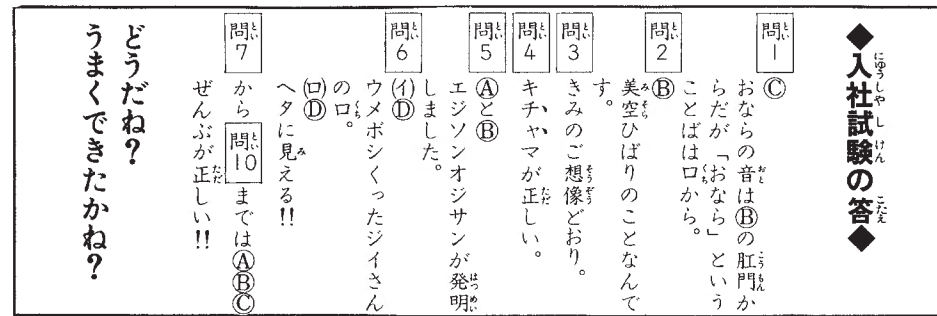 ◆入社試験の答◆
問1
Ⓒ
おならの音はⒷの肛門か
らだが「おなら」という
ことばは口から。
問2
Ⓑ
美空ひばりのことなんで
す。
問3
きみのご想像どおり。
問4
キチャマが正しい。
問5
ⒶとⒷ
エジソンオジサンが発明
しました。
問6
(イ)Ⓓ
ウメボシくったジイさん
の口。
(ロ)Ⓓ
ヘタに見える!!
問7から問10まではⒶⒷⒸ
ぜんぶが正しい!!
どうだね?
うまくできたかね?